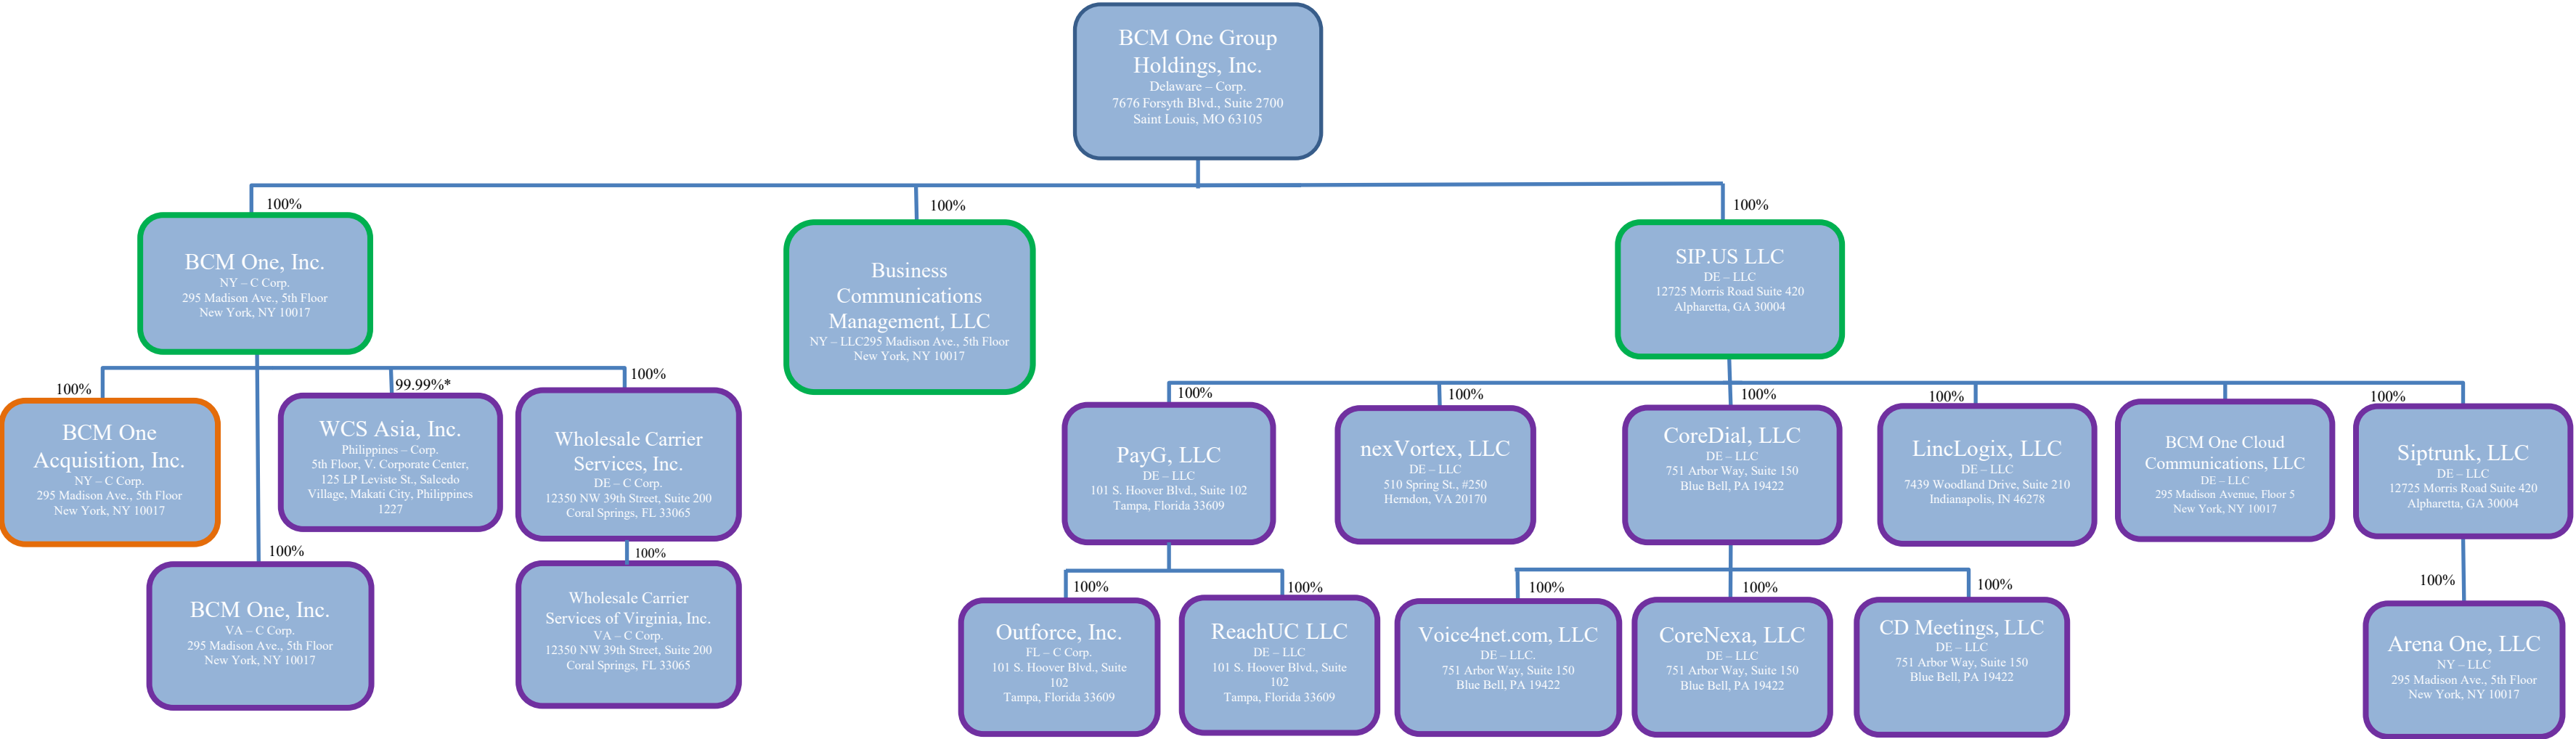 BCM One Group
Holdings, Inc.
Delaware – Corp.
7676 Forsyth Blvd., Suite 2700
Saint Louis, MO 63105
100%
100%
100%
BCM One, Inc.
NY – C Corp.
295 Madison Ave., 5th Floor
New York, NY 10017
Business
Communications
Management, LLC
NY – LLC295 Madison Ave., 5th Floor
New York, NY 10017
SIP.US LLC
DE – LLC
12725 Morris Road Suite 420
Alpharetta, GA 30004
100%
99.99%*
100%
100%
100%
100%
100%
100%
BCM One
Acquisition, Inc.
NY – C Corp.
295 Madison Ave., 5th Floor
New York, NY 10017
WCS Asia, Inc.
Philippines – Corp.
5th Floor, V. Corporate Center,
125 LP Leviste St., Salcedo
Village, Makati City, Philippines
1227
Wholesale Carrier
Services, Inc.
DE – C Corp.
12350 NW 39th Street, Suite 200
Coral Springs, FL 33065
PayG, LLC
DE – LLC
101 S. Hoover Blvd., Suite 102
Tampa, Florida 33609
nexVortex, LLC
DE – LLC
510 Spring St., #250
Herndon, VA 20170
CoreDial, LLC
DE – LLC
751 Arbor Way, Suite 150
Blue Bell, PA 19422
LincLogix, LLC
DE – LLC
7439 Woodland Drive, Suite 210
Indianapolis, IN 46278
BCM One Cloud
Communications, LLC
DE – LLC
295 Madison Avenue, Floor 5
New York, NY 10017
Siptrunk, LLC
DE – LLC
12725 Morris Road Suite 420
Alpharetta, GA 30004
100%
100%
100%
100%
100%
100%
100%
100%
BCM One, Inc.
VA – C Corp.
295 Madison Ave., 5th Floor
New York, NY 10017
Wholesale Carrier
Services of Virginia, Inc.
VA – C Corp.
12350 NW 39th Street, Suite 200
Coral Springs, FL 33065
Outforce, Inc.
FL – C Corp.
101 S. Hoover Blvd., Suite
102
Tampa, Florida 33609
ReachUC LLC
DE – LLC
101 S. Hoover Blvd., Suite
102
Tampa, Florida 33609
Voice4net.com, LLC
DE – LLC.
751 Arbor Way, Suite 150
Blue Bell, PA 19422
CoreNexa, LLC
DE – LLC
751 Arbor Way, Suite 150
Blue Bell, PA 19422
CD Meetings, LLC
DE – LLC
751 Arbor Way, Suite 150
Blue Bell, PA 19422
Arena One, LLC
NY – LLC
295 Madison Ave., 5th Floor
New York, NY 10017